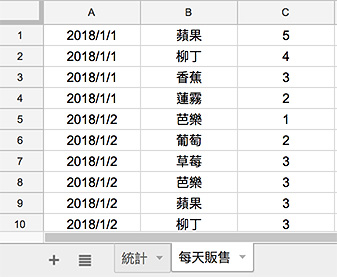 A B C
1 2018/1/1 蘋果 5
2 2018/1/1 柳丁 4
3 2018/1/1 香蕉 3
4 2018/1/1 蓮霧 2
5 2018/1/2 芭樂 1
6 2018/1/2 葡萄 2
7 2018/1/2 草莓 3
8 2018/1/2 芭樂 3
9 2018/1/2 蘋果 3
10 2018/1/2 柳丁 3
統計 每天販售